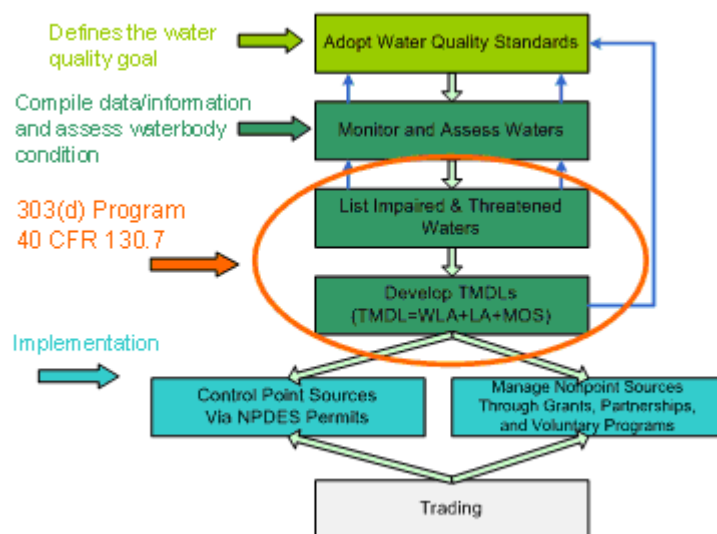 Defines the water
quality goal
Adopt Water Quality Standards
Compile data/information
and assess waterbody
condition
Monitor and Assess Waters
303(d) Program
40 CFR 130.7
List Impaired & Threatened
Waters
Develop TMDLs
(TMDL=WLA+LA+MOS)
Implementation
Control Point Sources
Via NPDES Permits
Manage Nonpoint Sources
Through Grants, Partnerships,
and Voluntary Programs
Trading